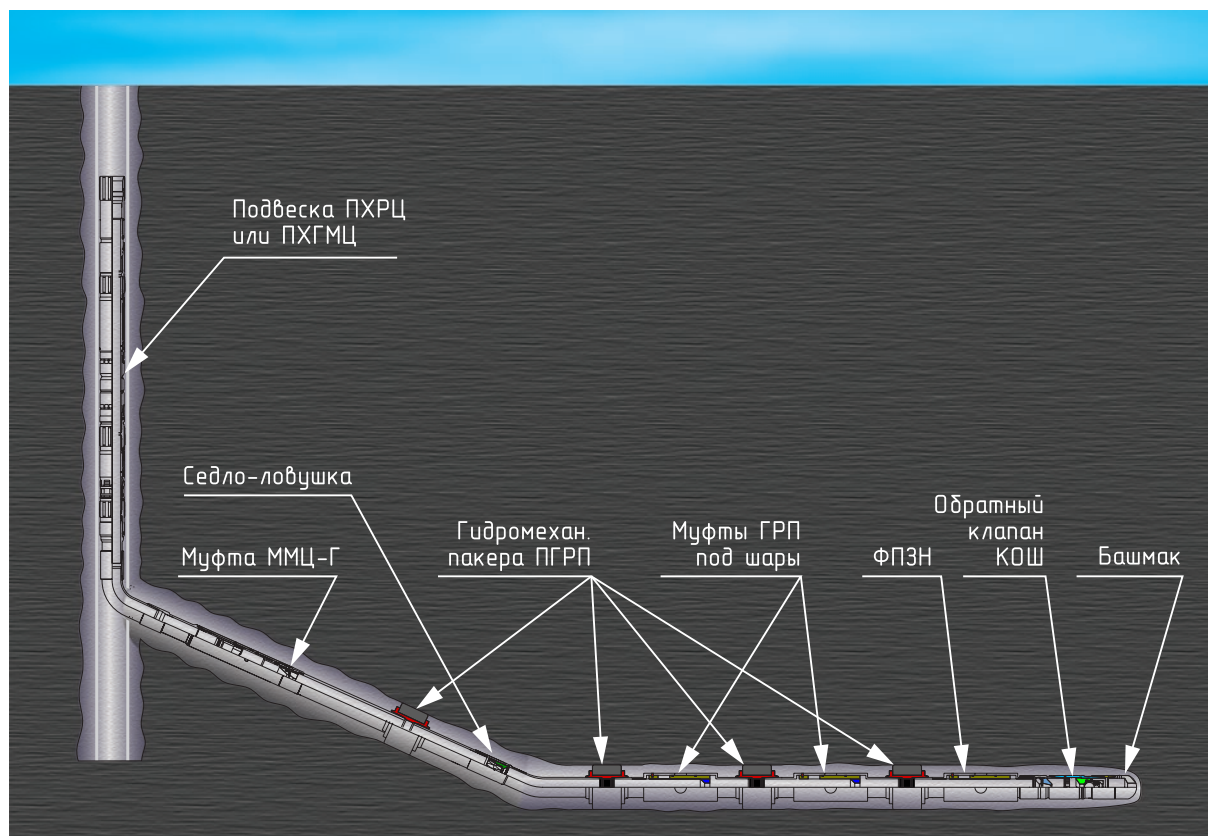 Подвеска ПХРЦ
или ПХГМЦ
Седло-ловушка
Муфта ММЦ-Г
Гидромехан.
пакера ПГРП
Муфты ГРП
под шары
ФПЗН
Обратный
клапан
КОШ
Башмак